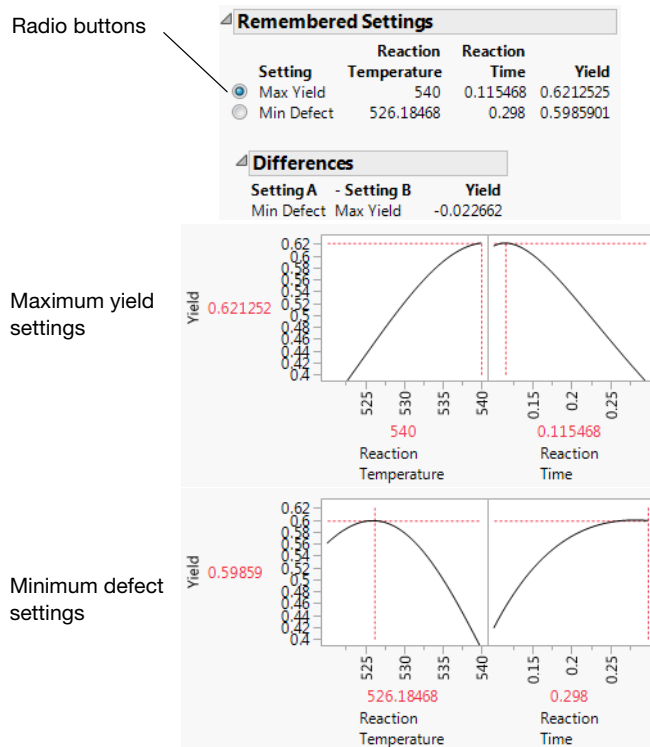 Radio buttons
Remembered Settings
Reaction Reaction
Setting Temperature Time Yield
Max Yield 540 0.115468 0.6212525
Min Defect 526.18468 0.298 0.5985901
Differences
Setting A - Setting B Yield
Min Defect Max Yield -0.022662
Maximum yield
settings
Yield
0.621252
0.62
0.6
0.58
0.56
0.54
0.52
0.5
0.48
0.46
0.44
0.42
0.4
525 530 535 540 0.15 0.2 0.25
540 0.115468
Reaction Reaction
Temperature Time
Minimum defect
settings
Yield
0.59859
0.62
0.6
0.58
0.56
0.54
0.52
0.5
0.48
0.46
0.44
0.42
0.4
525 530 535 540 0.15 0.2 0.25
526.18468 0.298
Reaction Reaction
Temperature Time